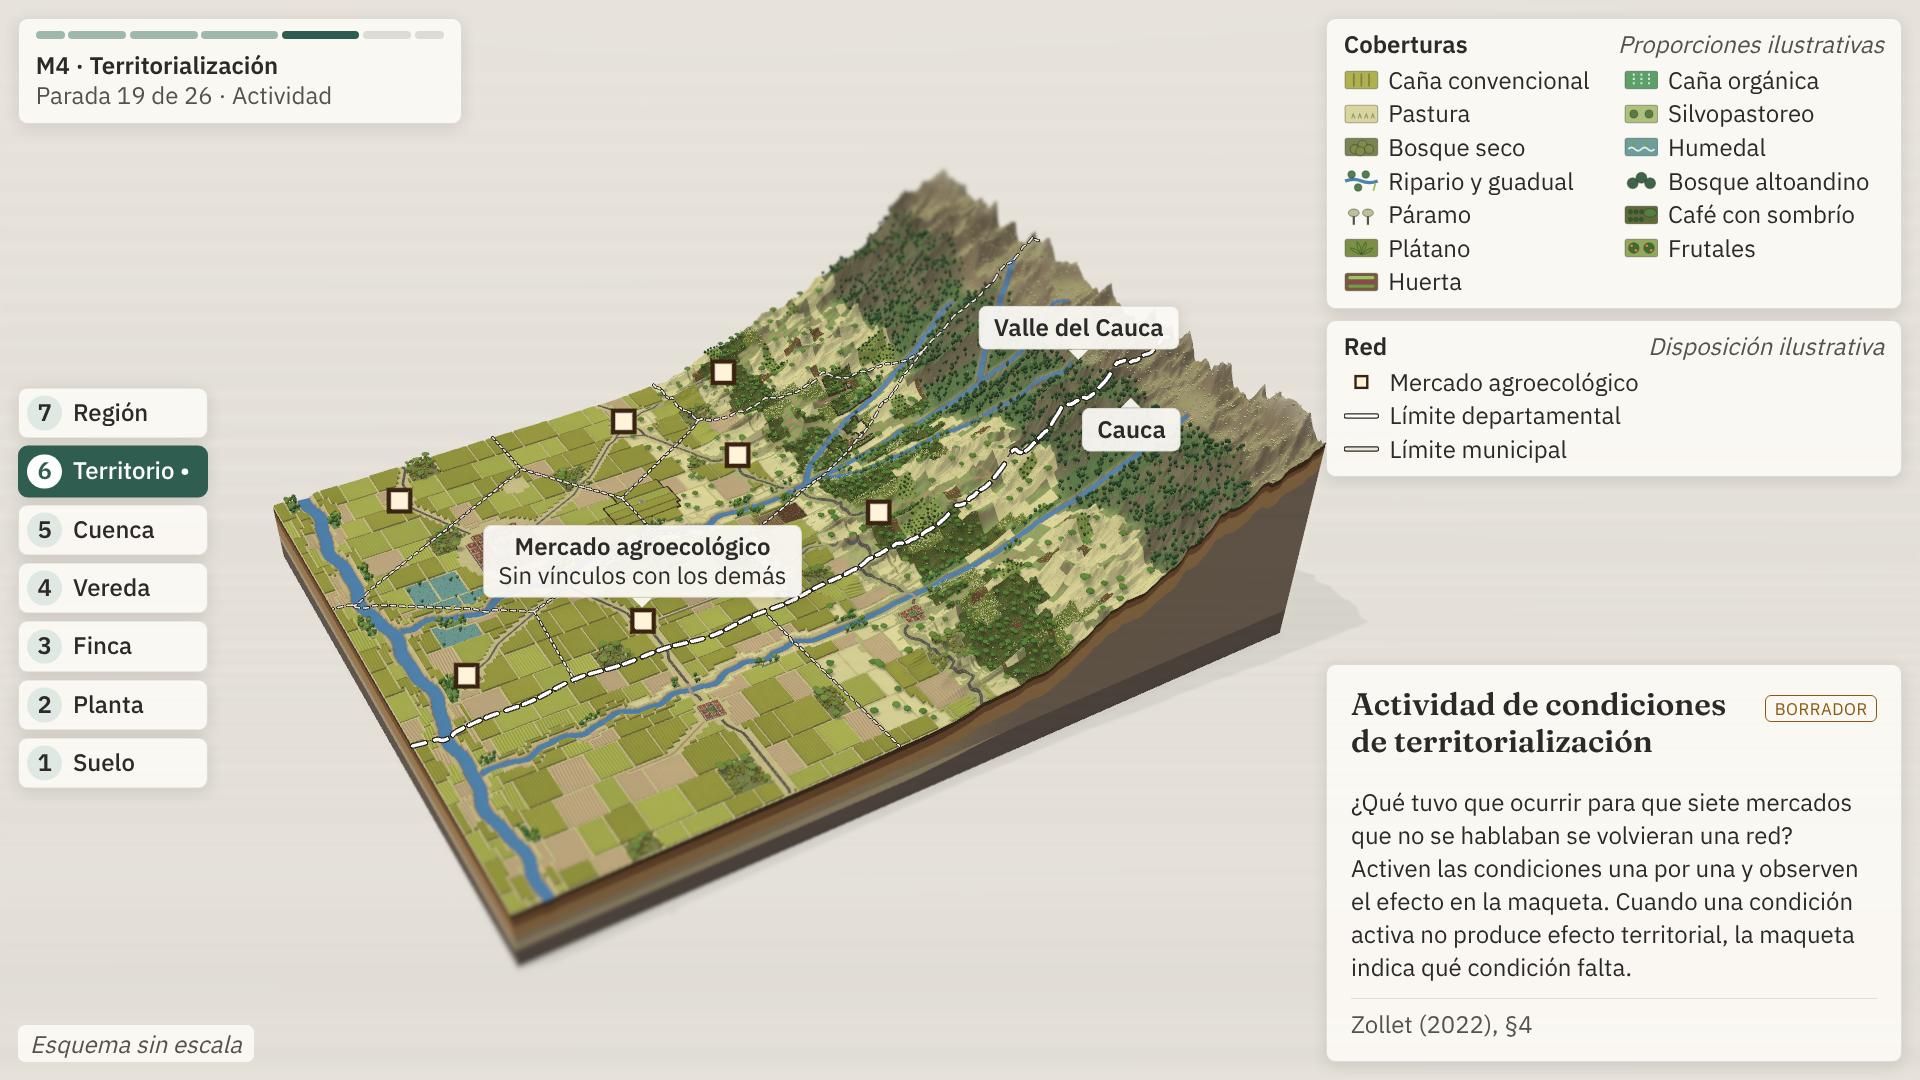 M4 · Territorialización
Parada 19 de 26 · Actividad
Coberturas
Proporciones ilustrativas
Caña convencional
Caña orgánica
Pastura
Silvopastoreo
Bosque seco
Humedal
Ripario y guadual
Bosque altoandino
Páramo
Café con sombrío
Plátano
Frutales
Huerta
Red
Disposición ilustrativa
Mercado agroecológico
Límite departamental
Límite municipal
Valle del Cauca
Cauca
Mercado agroecológico
Sin vínculos con los demás
7 Región
6 Territorio •
5 Cuenca
4 Vereda
3 Finca
2 Planta
1 Suelo
Actividad de condiciones
de territorialización
BORRADOR
¿Qué tuvo que ocurrir para que siete mercados
que no se hablaban se volvieran una red?
Activen las condiciones una por una y observen
el efecto en la maqueta. Cuando una condición
activa no produce efecto territorial, la maqueta
indica qué condición falta.
Zollet (2022), §4
Esquema sin escala